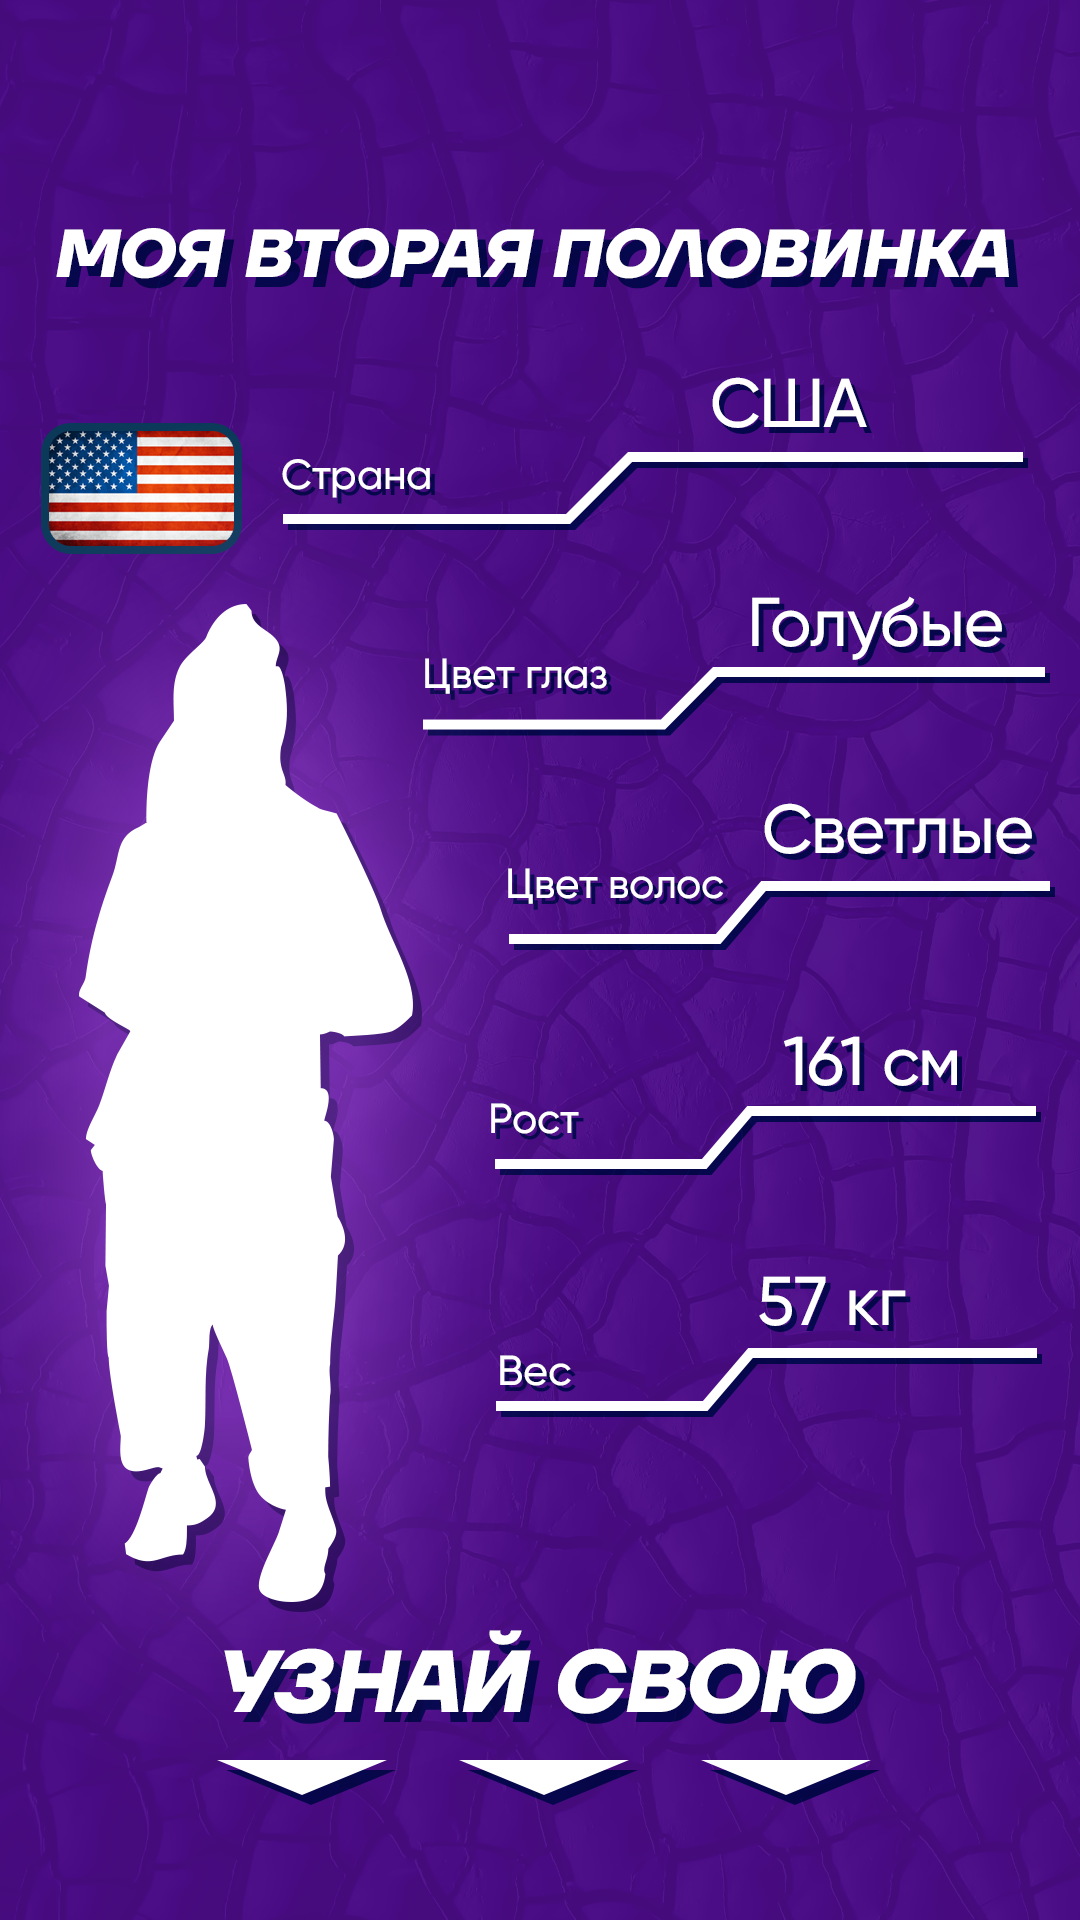 МОЯ ВТОРАЯ ПОЛОВИНКА
США
Страна
Голубые
Цвет глаз
Светлые
Цвет волос
161 см
Рост
57 кг
Вес
УЗНАЙ СВОЮ